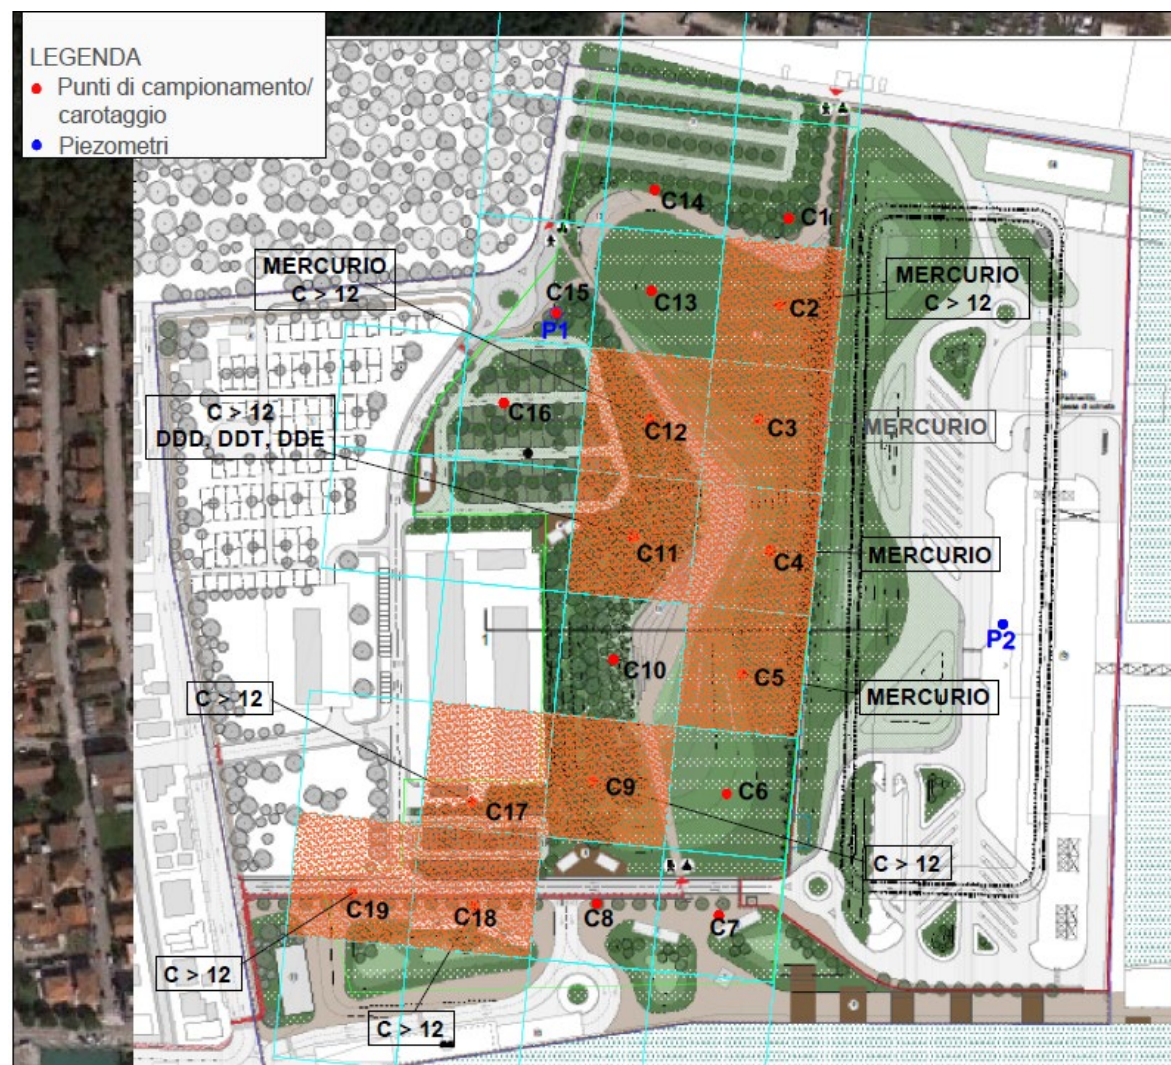 LEGENDA
Punti di campionamento/
carotaggio
Piezometri
C14
C1
MERCURIO
C > 12
MERCURIO
C > 12
C15
C13
C2
P1
C > 12
DDD, DDT, DDE
C16
C12
C3
MERCURIO
C11
C4
MERCURIO
P2
C10
C5
MERCURIO
C > 12
C9
C6
C17
C > 12
C19
C18
C8
C7
C > 12
C > 12